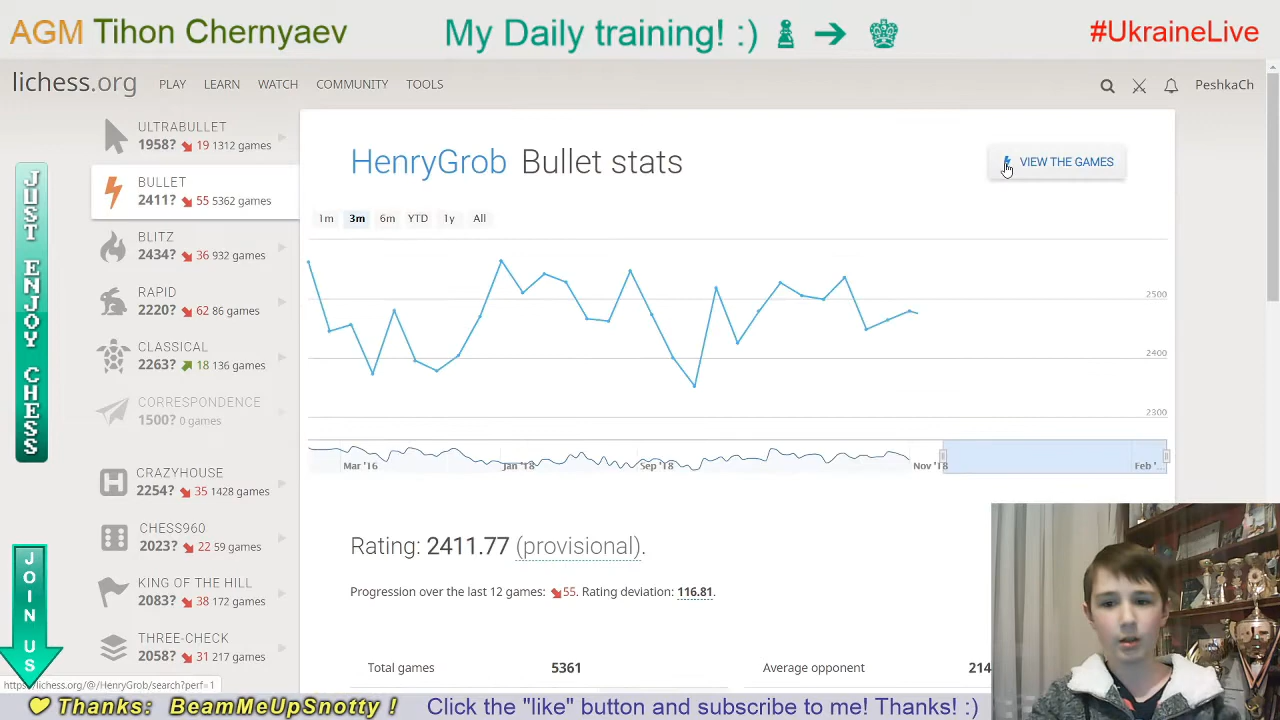 AGM Tihon Chernyaev
My Daily training! :)
#UkraineLive
lichess.org
PLAY LEARN WATCH COMMUNITY TOOLS
PeshkaCh
JUST ENJOY CHESS
JOIN US
ULTRABULLET
1958? 19 1312 games
BULLET
2411? 55 5362 games
BLITZ
2434? 36 932 games
RAPID
2220? 62 86 games
CLASSICAL
2263? 18 136 games
CORRESPONDENCE
1500? 0 games
CRAZYHOUSE
2254? 35 1428 games
CHESS960
2023? 22 59 games
KING OF THE HILL
2083? 38 172 games
THREE-CHECK
2058? 31 217 games
HenryGrob Bullet stats
VIEW THE GAMES
1m 3m 6m YTD 1y All
2500
2400
2300
Mar '16 Jan '18 Sep '18 Nov '18 Feb '...
Rating: 2411.77 (provisional).
Progression over the last 12 games: 55. Rating deviation: 116.81.
Total games 5361 Average opponent 214
https://lichess.org/@/HenryGrob/search?perf=1
Thanks: BeamMeUpSnotty ! Click the "like" button and subscribe to me! Thanks! :)